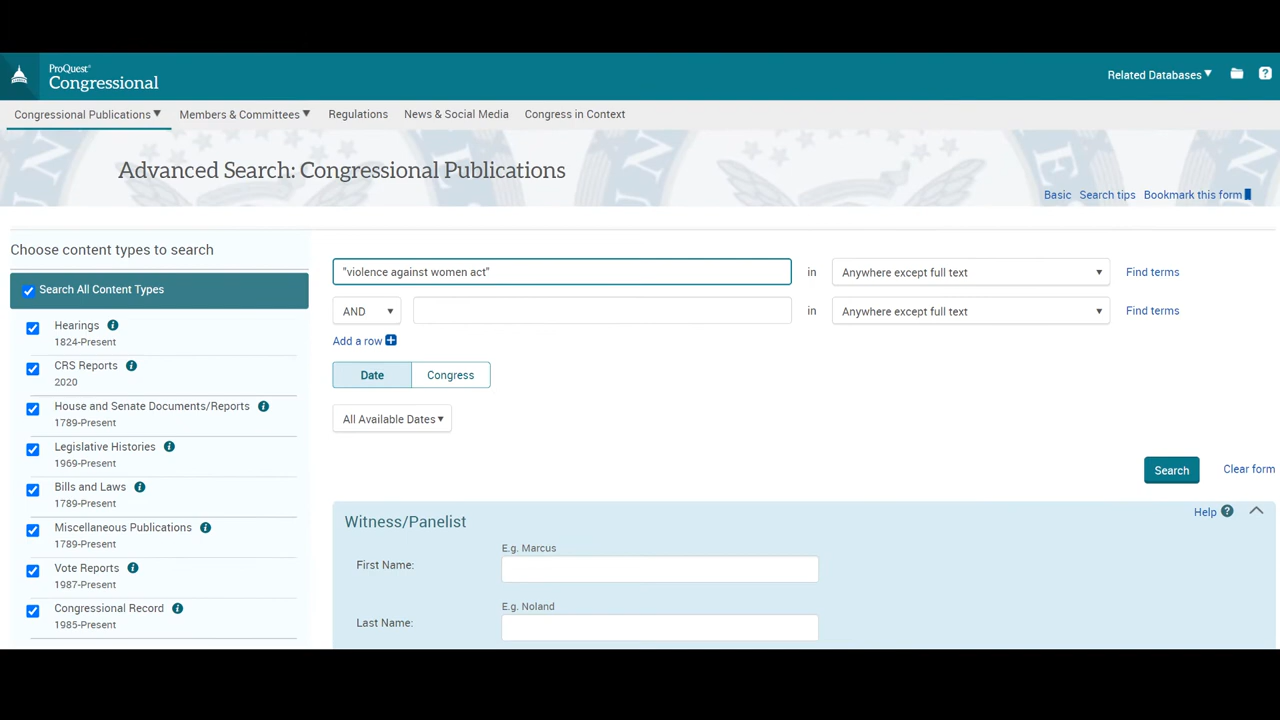 ProQuest®
Congressional
Related Databases
Congressional Publications
Members & Committees
Regulations
News & Social Media
Congress in Context
Advanced Search: Congressional Publications
Basic
Search tips
Bookmark this form
Choose content types to search
Search All Content Types
Hearings
1824-Present
CRS Reports
2020
House and Senate Documents/Reports
1789-Present
Legislative Histories
1969-Present
Bills and Laws
1789-Present
Miscellaneous Publications
1789-Present
Vote Reports
1987-Present
Congressional Record
1985-Present
"violence against women act"
in
Anywhere except full text
Find terms
AND
in
Anywhere except full text
Find terms
Add a row
Date
Congress
All Available Dates
Search
Clear form
Witness/Panelist
Help
E.g. Marcus
First Name:
E.g. Noland
Last Name: